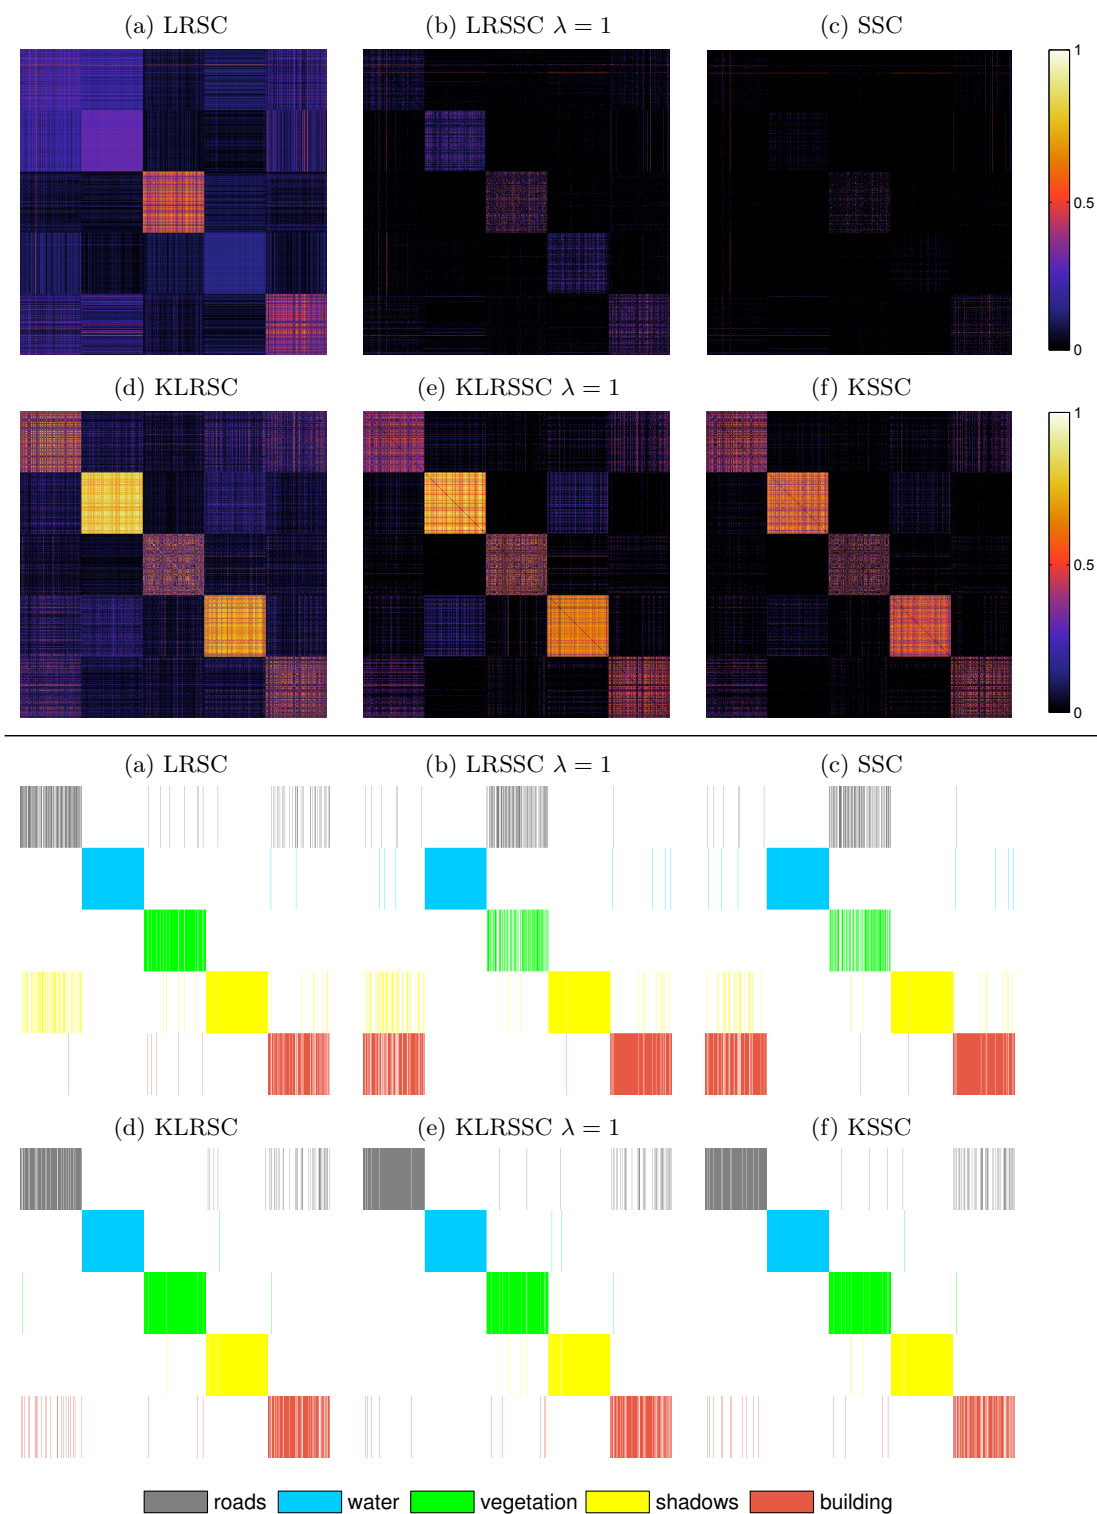 (a) LRSC (b) LRSSC λ = 1 (c) SSC
1
0.5
0
(d) KLRSC (e) KLRSSC λ = 1 (f) KSSC
1
0.5
0
(a) LRSC (b) LRSSC λ = 1 (c) SSC
(d) KLRSC (e) KLRSSC λ = 1 (f) KSSC
roads water vegetation shadows building